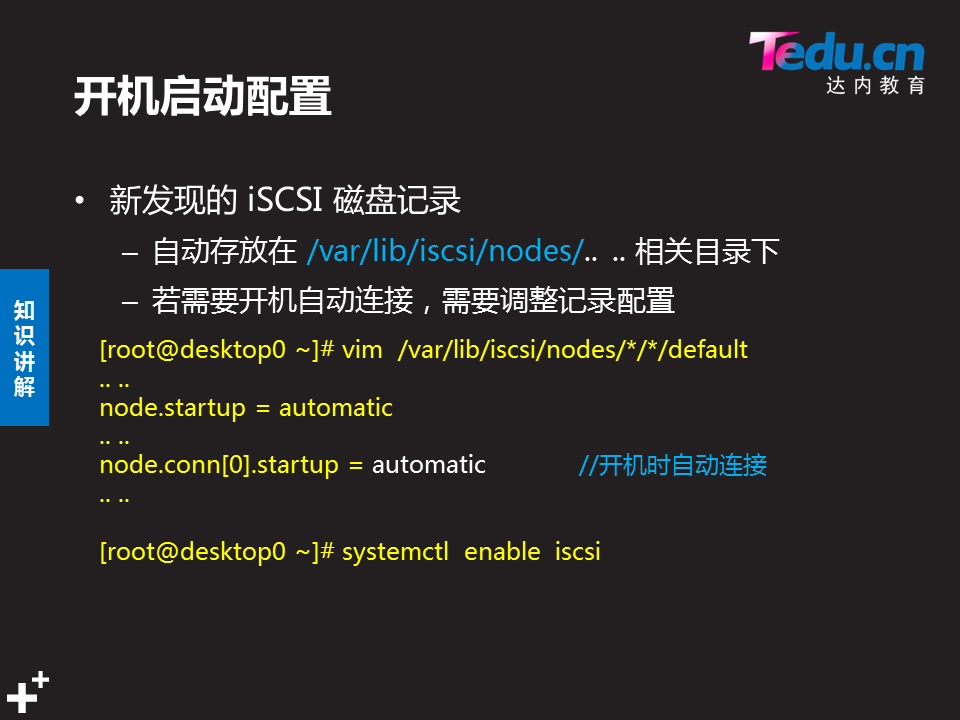 Tedu.cn
达内教育
开机启动配置
• 新发现的 iSCSI 磁盘记录
– 自动存放在 /var/lib/iscsi/nodes/.. .. 相关目录下
– 若需要开机自动连接，需要调整记录配置
知识讲解
[root@desktop0 ~]# vim /var/lib/iscsi/nodes/*/*/default
.. ..
node.startup = automatic
.. ..
node.conn[0].startup = automatic //开机时自动连接
.. ..
[root@desktop0 ~]# systemctl enable iscsi